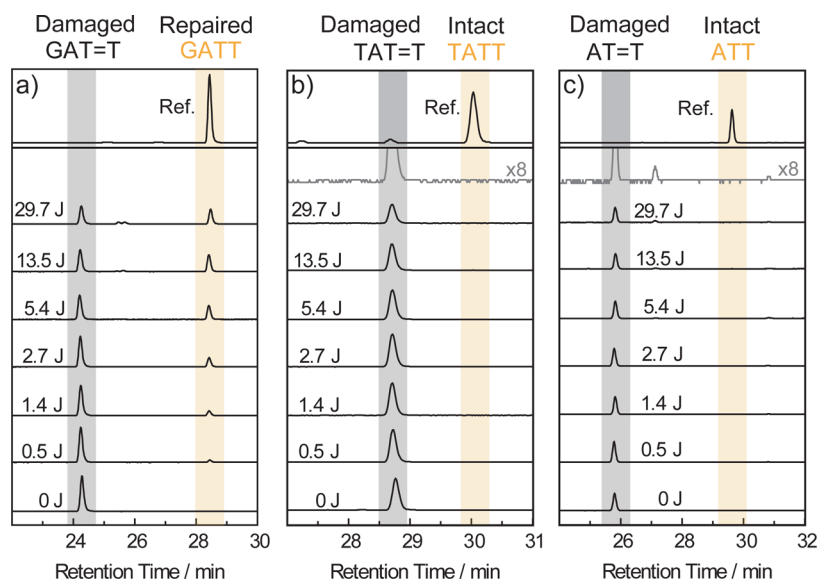 Damaged Repaired
GAT=T GATT
Damaged Intact
TAT=T TATT
Damaged Intact
AT=T ATT
a)
Ref.
29.7 J
13.5 J
5.4 J
2.7 J
1.4 J
0.5 J
0 J
24 26 28 30
Retention Time / min
b)
Ref.
x8
29.7 J
13.5 J
5.4 J
2.7 J
1.4 J
0.5 J
0 J
28 29 30 31
Retention Time / min
c)
Ref.
x8
29.7 J
13.5 J
5.4 J
2.7 J
1.4 J
0.5 J
0 J
26 28 30 32
Retention Time / min